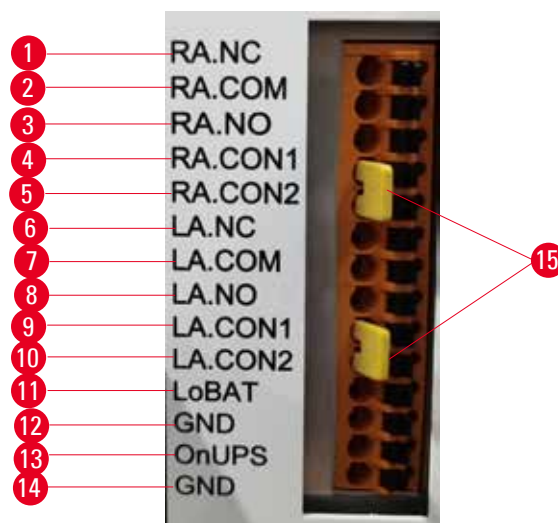 1 RA.NC
2 RA.COM
3 RA.NO
4 RA.CON1
5 RA.CON2
6 LA.NC
7 LA.COM
8 LA.NO
9 LA.CON1
10 LA.CON2
11 LoBAT
12 GND
13 OnUPS
14 GND
15